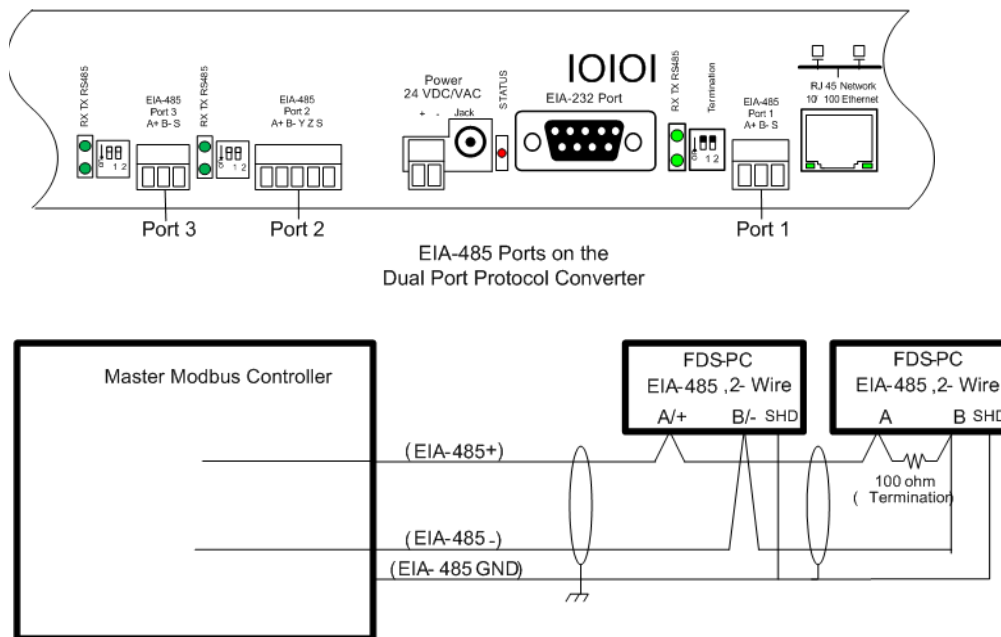 RX TX RS485
EIA-485
Port 3
A+ B- S
ON
1 2
RX TX RS485
EIA-485
Port 2
A+ B- Y Z S
ON
1 2
Power
24 VDC/VAC
+ -
Jack
STATUS
IOIOI
EIA-232 Port
RX TX RS485
Termination
ON
1 2
EIA-485
Port 1
A+ B- S
RJ 45 Network
10/ 100 Ethernet
Port 3
Port 2
Port 1
EIA-485 Ports on the
Dual Port Protocol Converter
Master Modbus Controller
FDS-PC
EIA-485 ,2- Wire
A/+ B/- SHD
FDS-PC
EIA-485 ,2- Wire
A B SHD
(EIA-485+)
100 ohm
( Termination)
(EIA-485-)
(EIA- 485 GND)